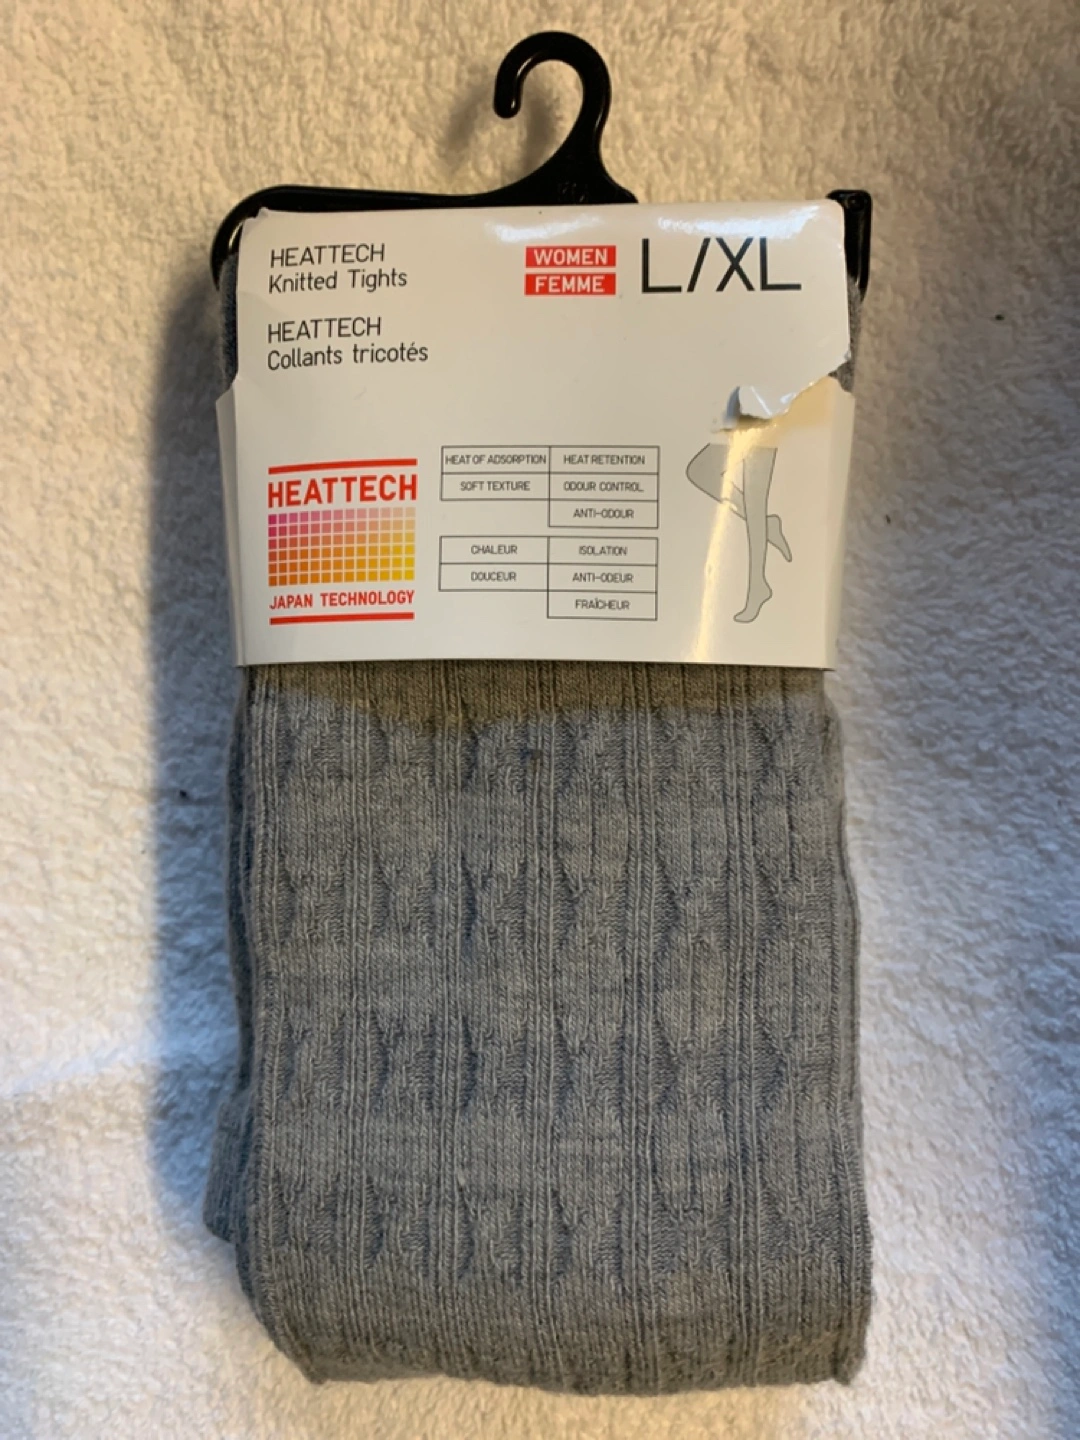 HEATTECH
Knitted Tights
HEATTECH
Collants tricotés
WOMEN
FEMME
L/XL
HEATTECH
JAPAN TECHNOLOGY
HEAT OF ADSORPTION HEAT RETENTION
SOFT TEXTURE ODOUR CONTROL
ANTI-ODOUR
CHALEUR ISOLATION
DOUCEUR ANTI-ODEUR
FRAÎCHEUR